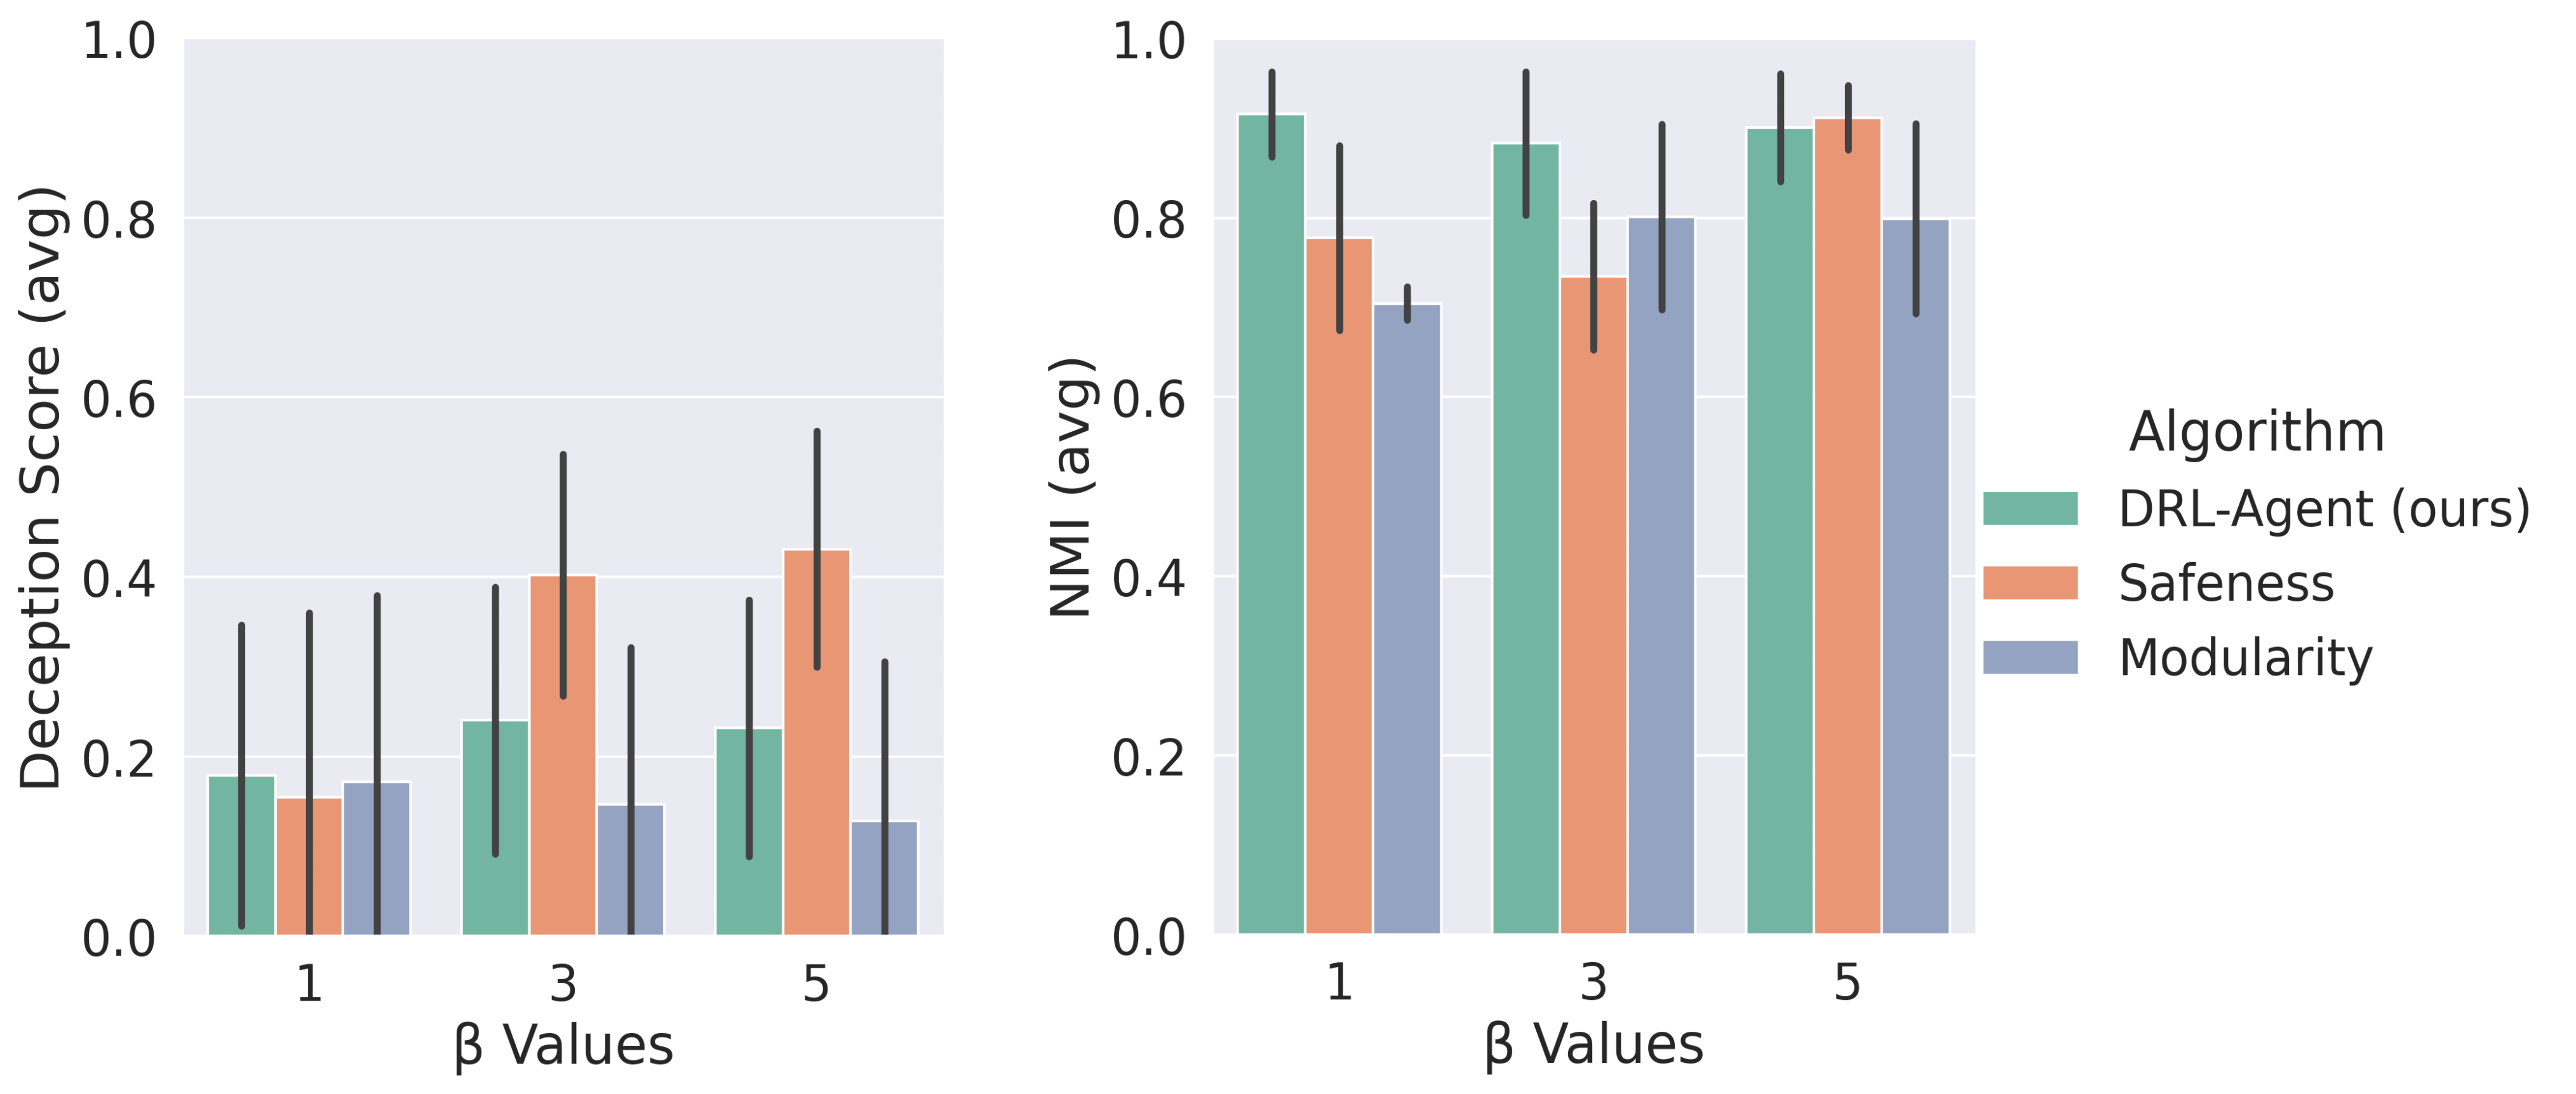 Deception Score (avg)
1.0
0.8
0.6
0.4
0.2
0.0
1 3 5
β Values
NMI (avg)
1.0
0.8
0.6
0.4
0.2
0.0
1 3 5
β Values
Algorithm
DRL-Agent (ours)
Safeness
Modularity